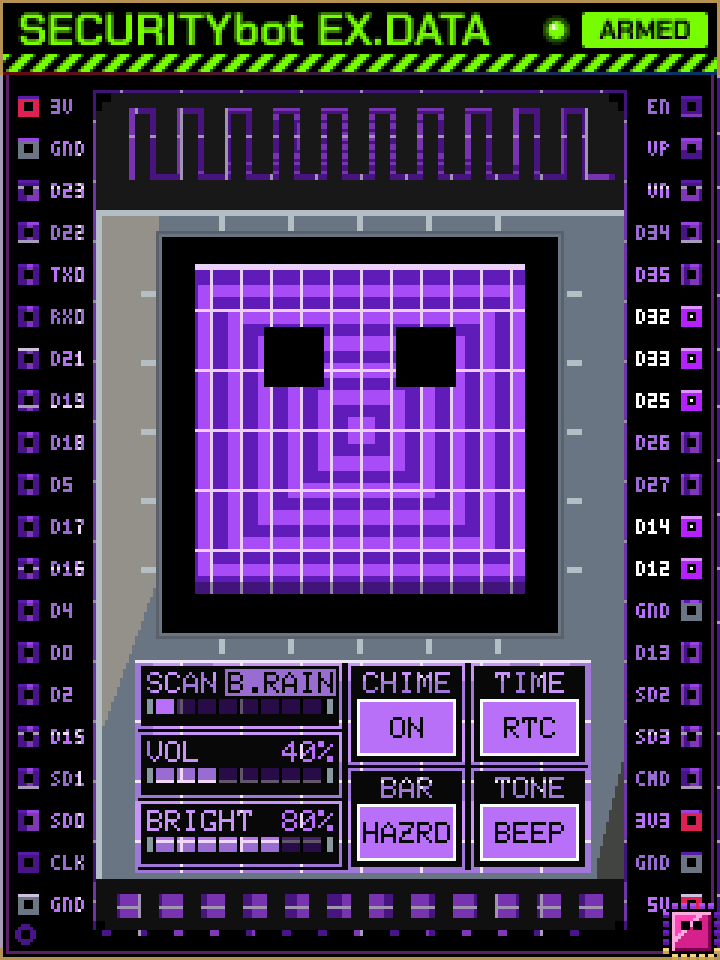 SECURITYbot EX.DATA
ARMED
3V
GND
D23
D22
TX0
RX0
D21
D19
D18
D5
D17
D16
D4
D0
D2
D15
SD1
SD0
CLK
GND
SCAN B.RAIN
VOL 40%
BRIGHT 80%
CHIME
ON
TIME
RTC
BAR
HAZRD
TONE
BEEP
EN
VP
VN
D34
D35
D32
D33
D25
D26
D27
D14
D12
GND
D13
SD2
SD3
CMD
3V3
GND
5V